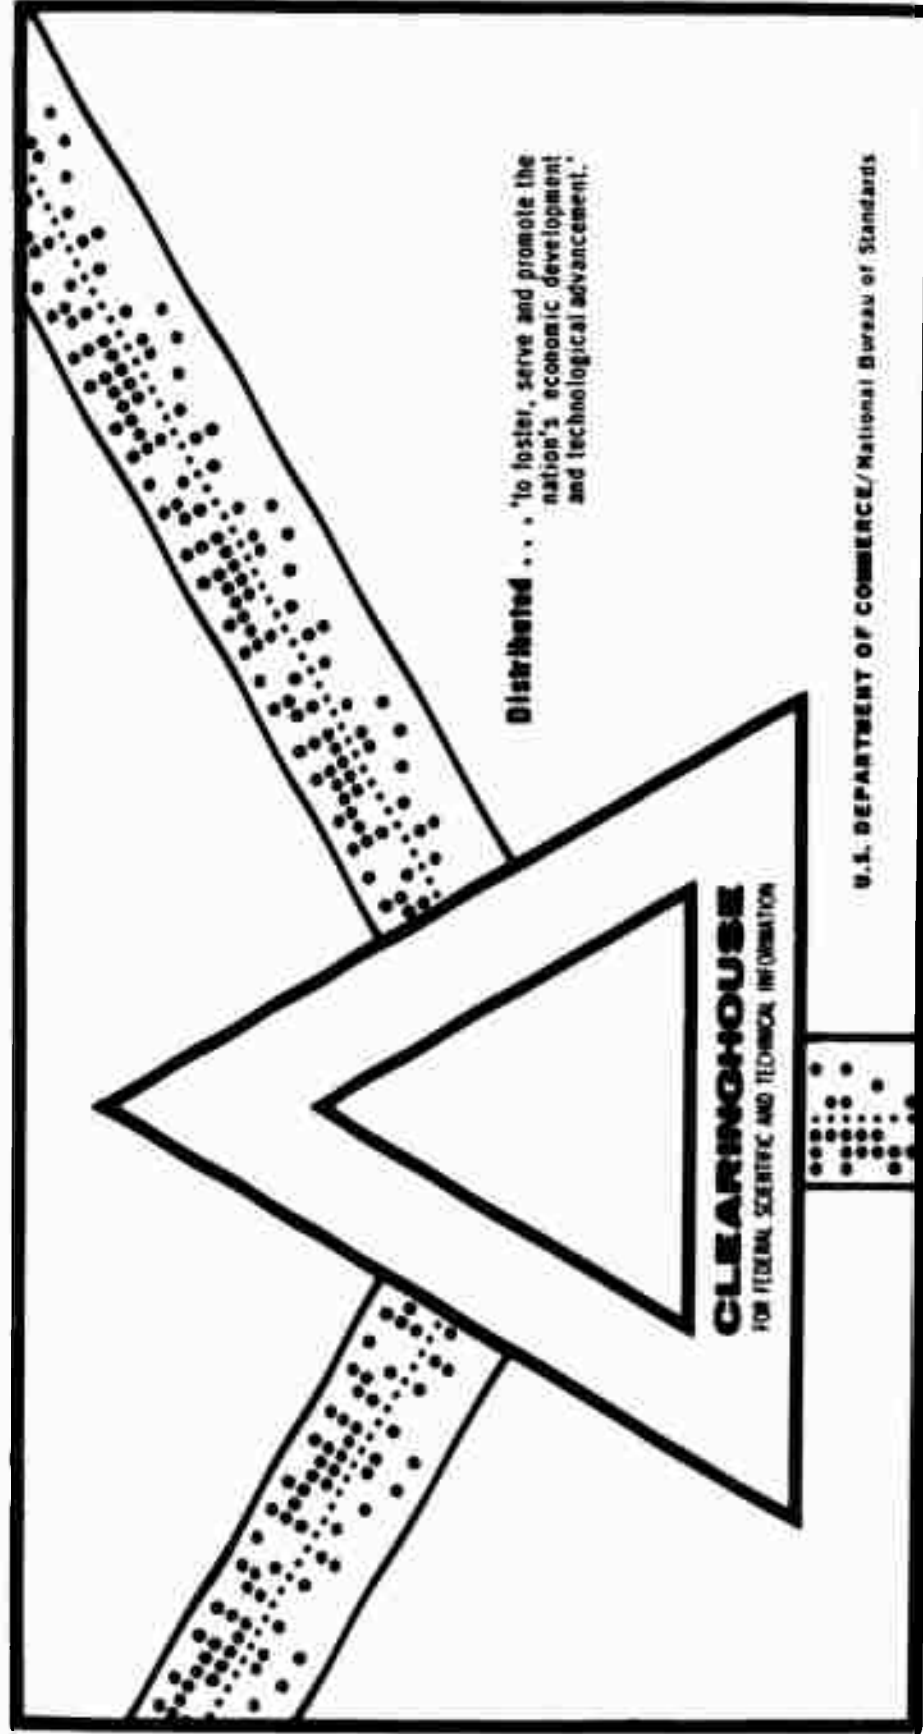 Distributed . . . "to foster, serve and promote the
nation's economic development
and technological advancement."
CLEARINGHOUSE
FOR FEDERAL SCIENTIFIC AND TECHNICAL INFORMATION
U.S. DEPARTMENT OF COMMERCE/National Bureau of Standards